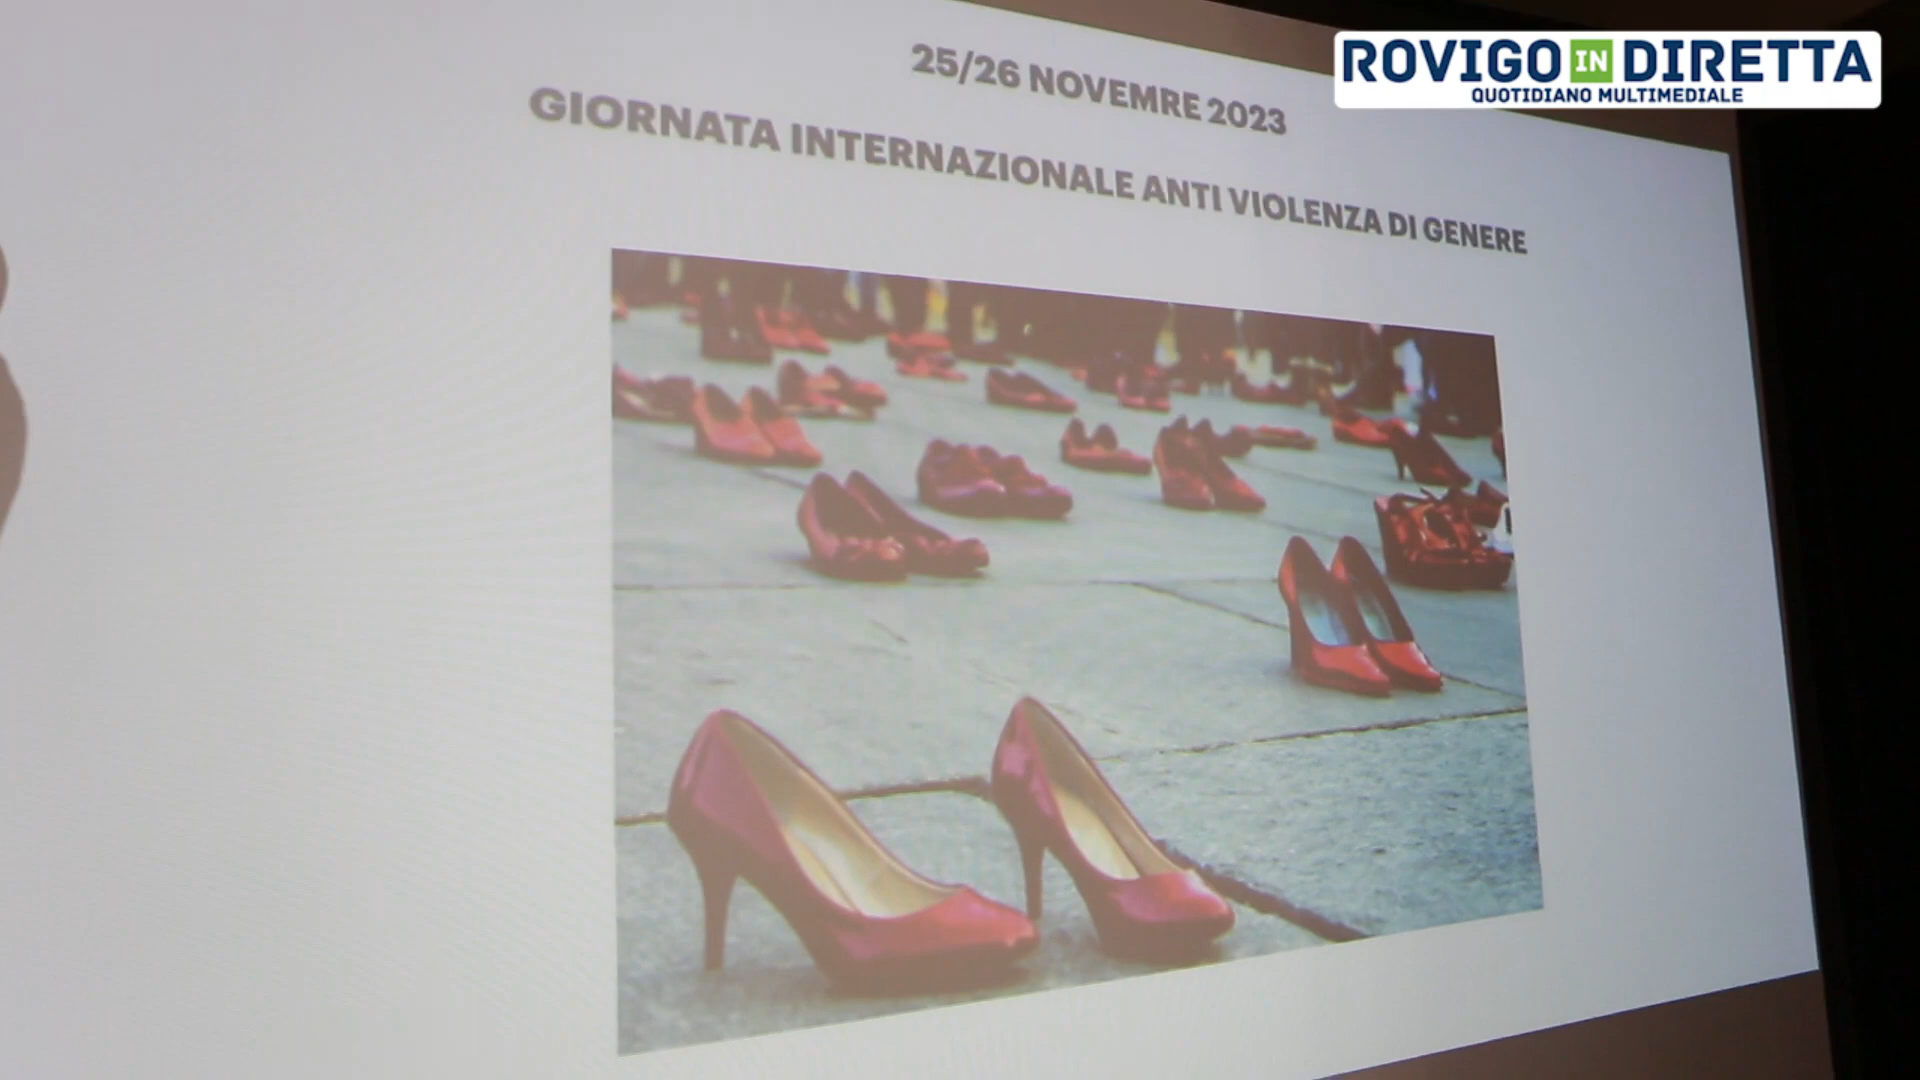 25/26 NOVEMRE 2023
GIORNATA INTERNAZIONALE ANTI VIOLENZA DI GENERE
ROVIGO IN DIRETTA
QUOTIDIANO MULTIMEDIALE